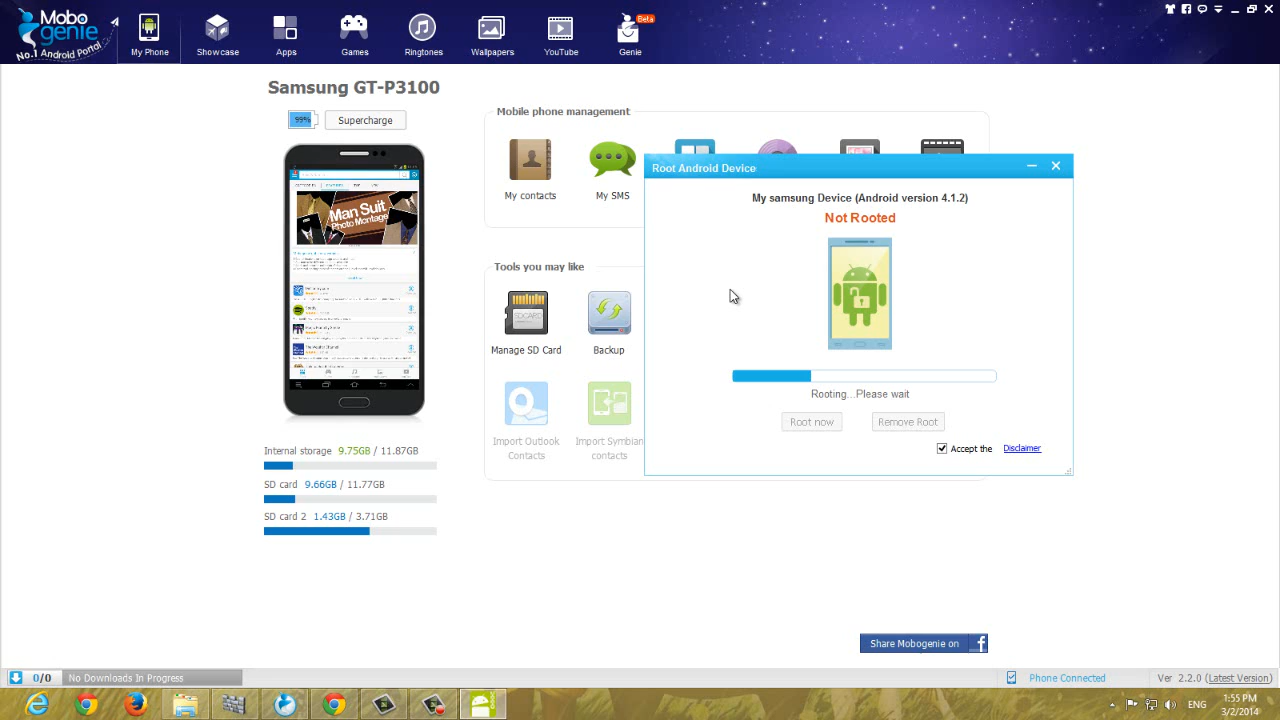 Mobo
genie
No.1 Android Portal
My Phone
Showcase
Apps
Games
Ringtones
Wallpapers
YouTube
Genie
Beta
Samsung GT-P3100
99%
Supercharge
Man Suit
Photo Montage
Internal storage 9.75GB / 11.87GB
SD card 9.66GB / 11.77GB
SD card 2 1.43GB / 3.71GB
Mobile phone management
My contacts
My SMS
Tools you may like
SDCARD
Manage SD Card
Backup
Import Outlook
Contacts
Import Symbian
contacts
Root Android Device
My samsung Device (Android version 4.1.2)
Not Rooted
Rooting...Please wait
Root now
Remove Root
Accept the Disclaimer
Share Mobogenie on f
0/0
No Downloads In Progress
Phone Connected
Ver 2.2.0 (Latest Version)
ENG
1:55 PM
3/2/2014